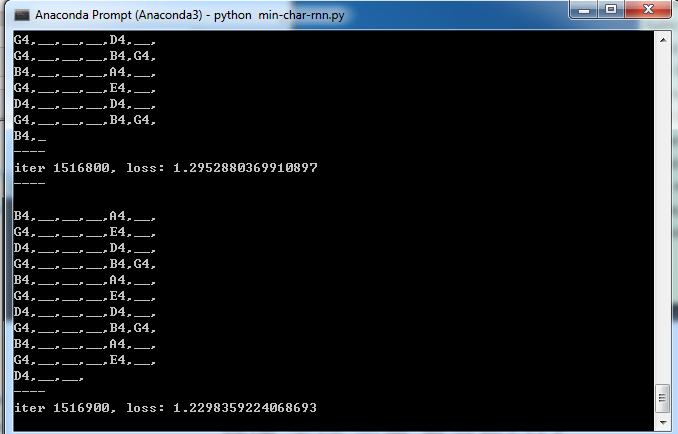 Anaconda Prompt (Anaconda3) - python  min-char-rnn.py
G4,__,__,__,D4,__,
G4,__,__,__,B4,G4,
B4,__,__,__,A4,__,
G4,__,__,__,E4,__,
D4,__,__,__,D4,__,
G4,__,__,__,B4,G4,
B4,_
----
iter 1516800, loss: 1.2952880369910897
----
B4,__,__,__,A4,__,
G4,__,__,__,E4,__,
D4,__,__,__,D4,__,
G4,__,__,__,B4,G4,
B4,__,__,__,A4,__,
G4,__,__,__,E4,__,
D4,__,__,__,D4,__,
G4,__,__,__,B4,G4,
B4,__,__,__,A4,__,
G4,__,__,__,E4,__,
D4,__,__,
----
iter 1516900, loss: 1.2298359224068693